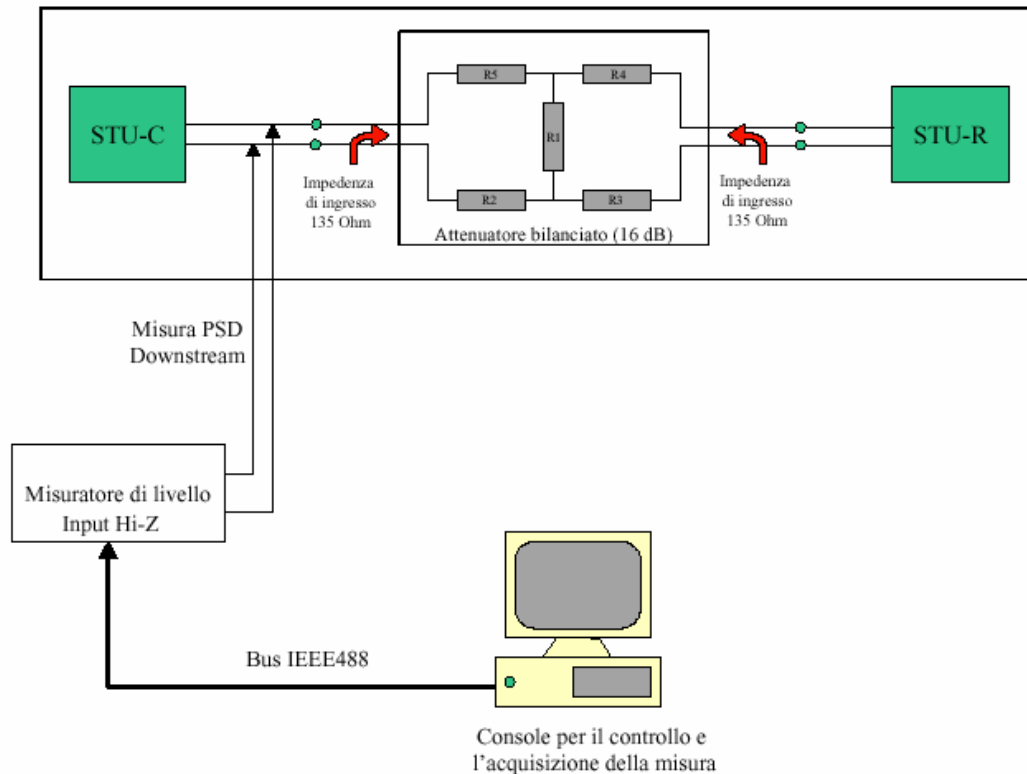 R5
R4
STU-C
STU-R
R1
Impedenza
di ingresso
135 Ohm
Impedenza
di ingresso
135 Ohm
R2
R3
Attenuatore bilanciato (16 dB)
Misura PSD
Downstream
Misuratore di livello
Input Hi-Z
Bus IEEE488
Console per il controllo e
l’acquisizione della misura